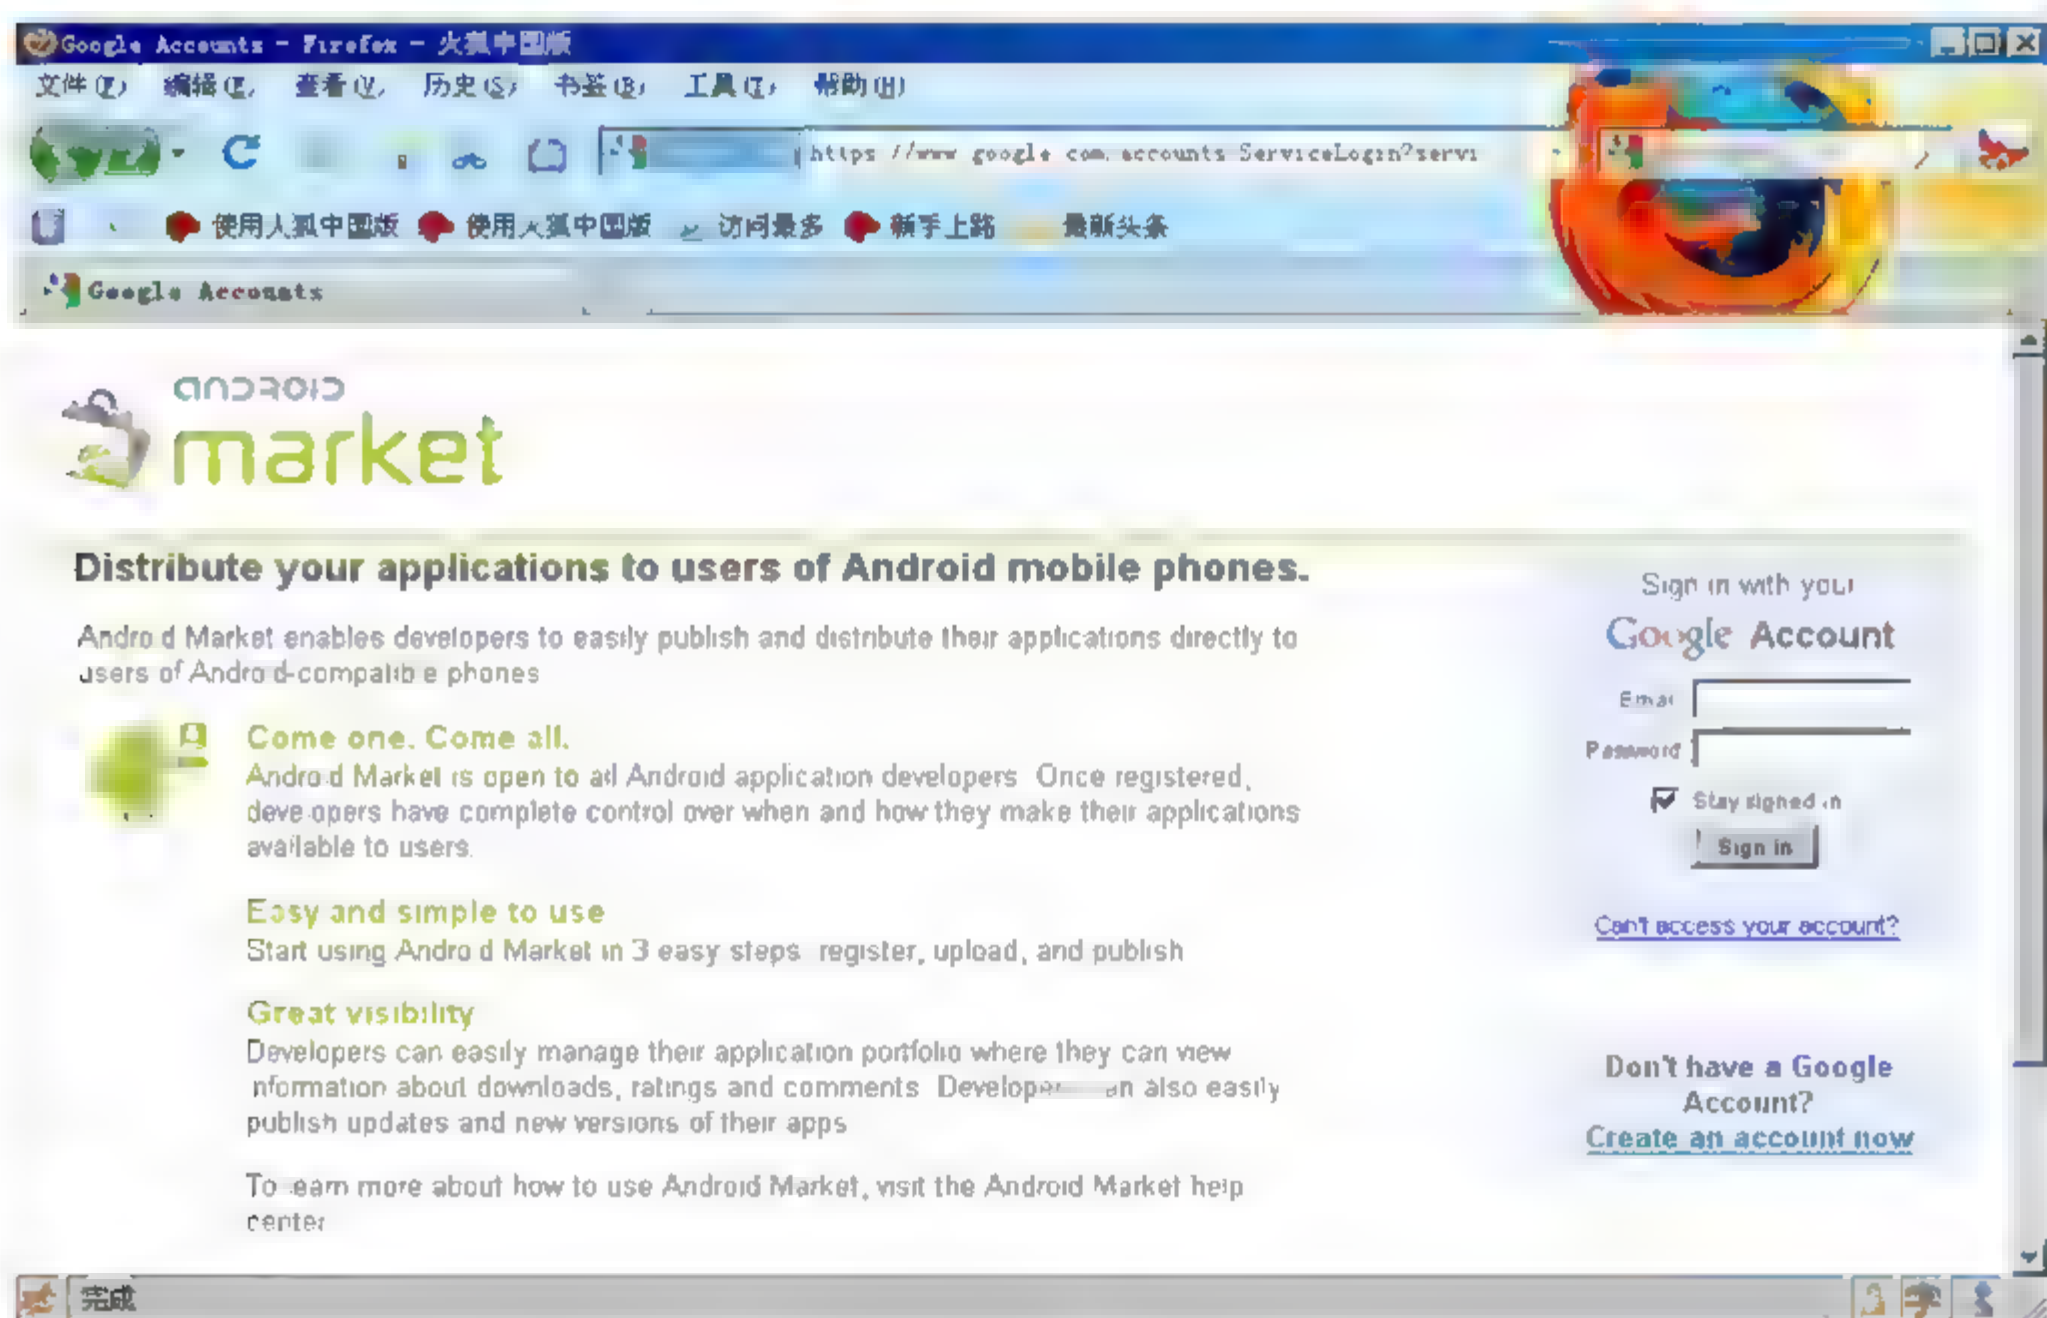 Google Accounts - Firefox - 火狐中国版
文件(F) 编辑(E) 查看(V) 历史(S) 书签(B) 工具(T) 帮助(H)
https://www.google.com/accounts/ServiceLogin?servi
使用火狐中国版 使用火狐中国版 访问最多 新手上路 最新头条
Google Accounts
android
market
Distribute your applications to users of Android mobile phones.
Android Market enables developers to easily publish and distribute their applications directly to
users of Android-compatible phones
Come one. Come all.
Android Market is open to all Android application developers. Once registered,
developers have complete control over when and how they make their applications
available to users.
Easy and simple to use
Start using Android Market in 3 easy steps: register, upload, and publish
Great visibility
Developers can easily manage their application portfolio where they can view
information about downloads, ratings and comments. Developers can also easily
publish updates and new versions of their apps
To learn more about how to use Android Market, visit the Android Market help
center
Sign in with your
Google Account
Email
Password
Stay signed in
Sign in
Can't access your account?
Don't have a Google
Account?
Create an account now
完成